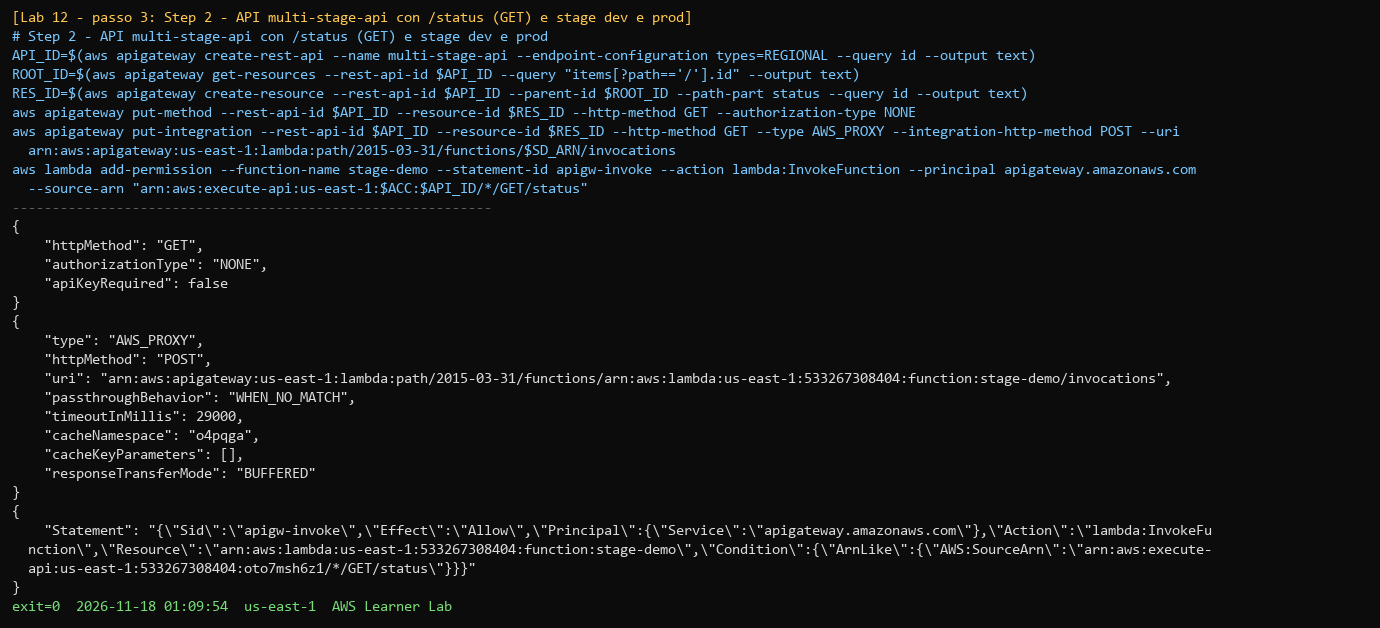 [Lab 12 - passo 3: Step 2 - API multi-stage-api con /status (GET) e stage dev e prod]
# Step 2 - API multi-stage-api con /status (GET) e stage dev e prod
API_ID=$(aws apigateway create-rest-api --name multi-stage-api --endpoint-configuration types=REGIONAL --query id --output text)
ROOT_ID=$(aws apigateway get-resources --rest-api-id $API_ID --query "items[?path=='/'].id" --output text)
RES_ID=$(aws apigateway create-resource --rest-api-id $API_ID --parent-id $ROOT_ID --path-part status --query id --output text)
aws apigateway put-method --rest-api-id $API_ID --resource-id $RES_ID --http-method GET --authorization-type NONE
aws apigateway put-integration --rest-api-id $API_ID --resource-id $RES_ID --http-method GET --type AWS_PROXY --integration-http-method POST --uri
  arn:aws:apigateway:us-east-1:lambda:path/2015-03-31/functions/$SD_ARN/invocations
aws lambda add-permission --function-name stage-demo --statement-id apigw-invoke --action lambda:InvokeFunction --principal apigateway.amazonaws.com
  --source-arn "arn:aws:execute-api:us-east-1:$ACC:$API_ID/*/GET/status"
------------------------------------------------------------
{
    "httpMethod": "GET",
    "authorizationType": "NONE",
    "apiKeyRequired": false
}
{
    "type": "AWS_PROXY",
    "httpMethod": "POST",
    "uri": "arn:aws:apigateway:us-east-1:lambda:path/2015-03-31/functions/arn:aws:lambda:us-east-1:533267308404:function:stage-demo/invocations",
    "passthroughBehavior": "WHEN_NO_MATCH",
    "timeoutInMillis": 29000,
    "cacheNamespace": "o4pqga",
    "cacheKeyParameters": [],
    "responseTransferMode": "BUFFERED"
}
{
    "Statement": "{\"Sid\":\"apigw-invoke\",\"Effect\":\"Allow\",\"Principal\":{\"Service\":\"apigateway.amazonaws.com\"},\"Action\":\"lambda:InvokeFu
  nction\",\"Resource\":\"arn:aws:lambda:us-east-1:533267308404:function:stage-demo\",\"Condition\":{\"ArnLike\":{\"AWS:SourceArn\":\"arn:aws:execute-
  api:us-east-1:533267308404:oto7msh6z1/*/GET/status\"}}}"
}
exit=0  2026-11-18 01:09:54  us-east-1  AWS Learner Lab